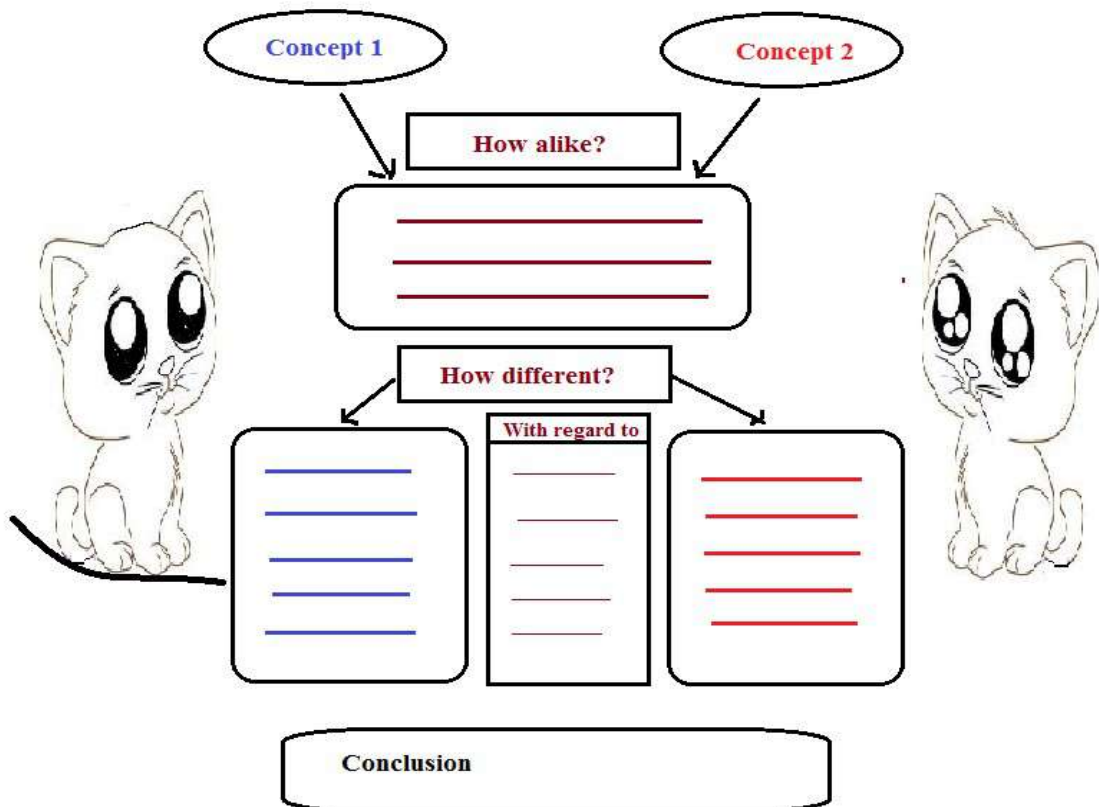 Concept 1
Concept 2
How alike?
How different?
With regard to
Conclusion